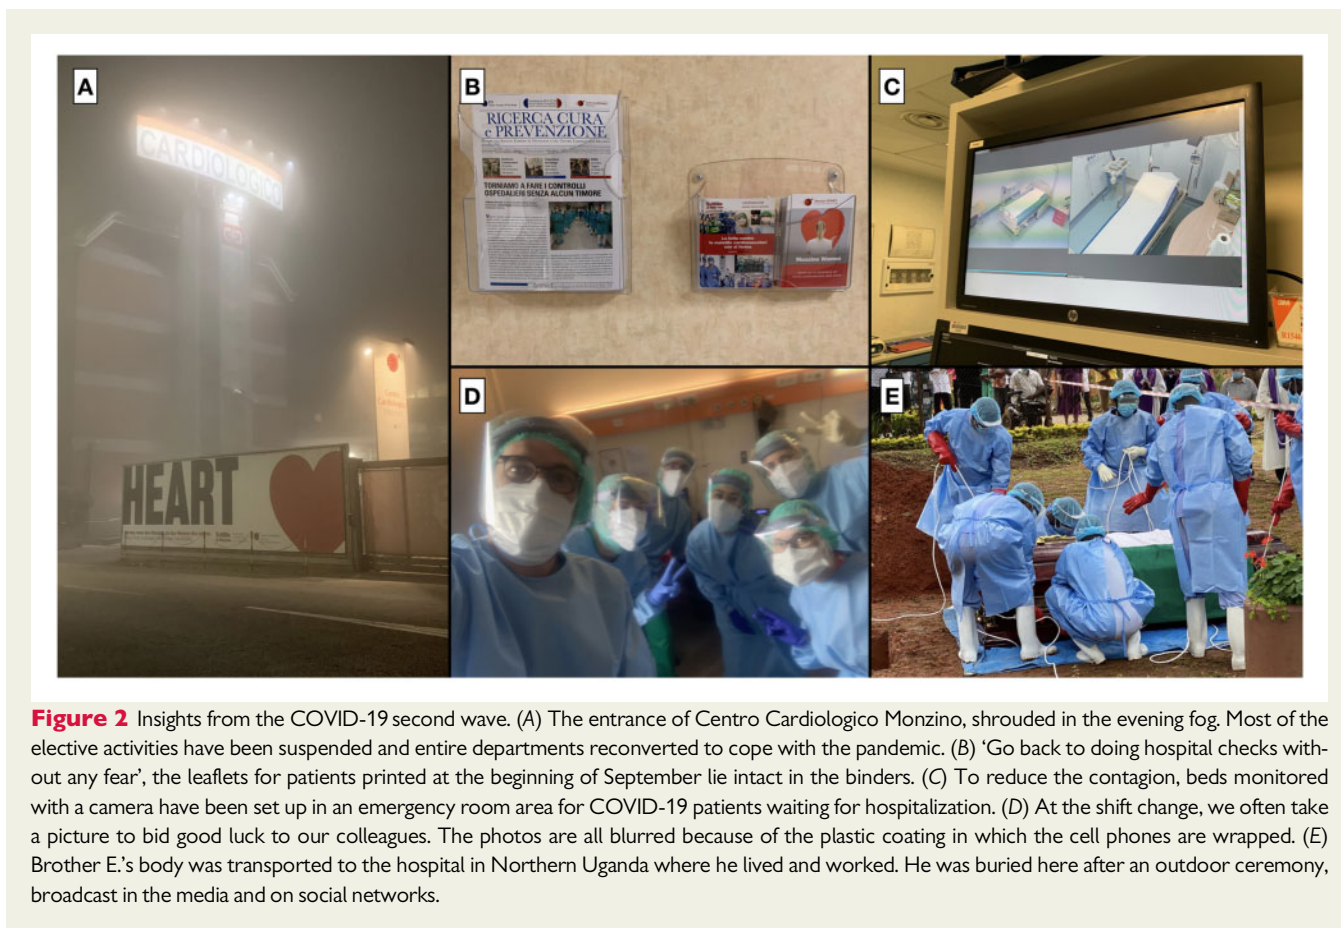 A
CARDIOLOGICO
HEART
B
RICERCA CURA
e PREVENZIONE
TORNIAMO A FARE I CONTROLLI
OSPEDALIERI SENZA ALCUN TIMORE
Monzino Women
C
hp
D
E
Figure 2 Insights from the COVID-19 second wave. (A) The entrance of Centro Cardiologico Monzino, shrouded in the evening fog. Most of the
elective activities have been suspended and entire departments reconverted to cope with the pandemic. (B) ‘Go back to doing hospital checks with-
out any fear’, the leaflets for patients printed at the beginning of September lie intact in the binders. (C) To reduce the contagion, beds monitored
with a camera have been set up in an emergency room area for COVID-19 patients waiting for hospitalization. (D) At the shift change, we often take
a picture to bid good luck to our colleagues. The photos are all blurred because of the plastic coating in which the cell phones are wrapped. (E)
Brother E.’s body was transported to the hospital in Northern Uganda where he lived and worked. He was buried here after an outdoor ceremony,
broadcast in the media and on social networks.